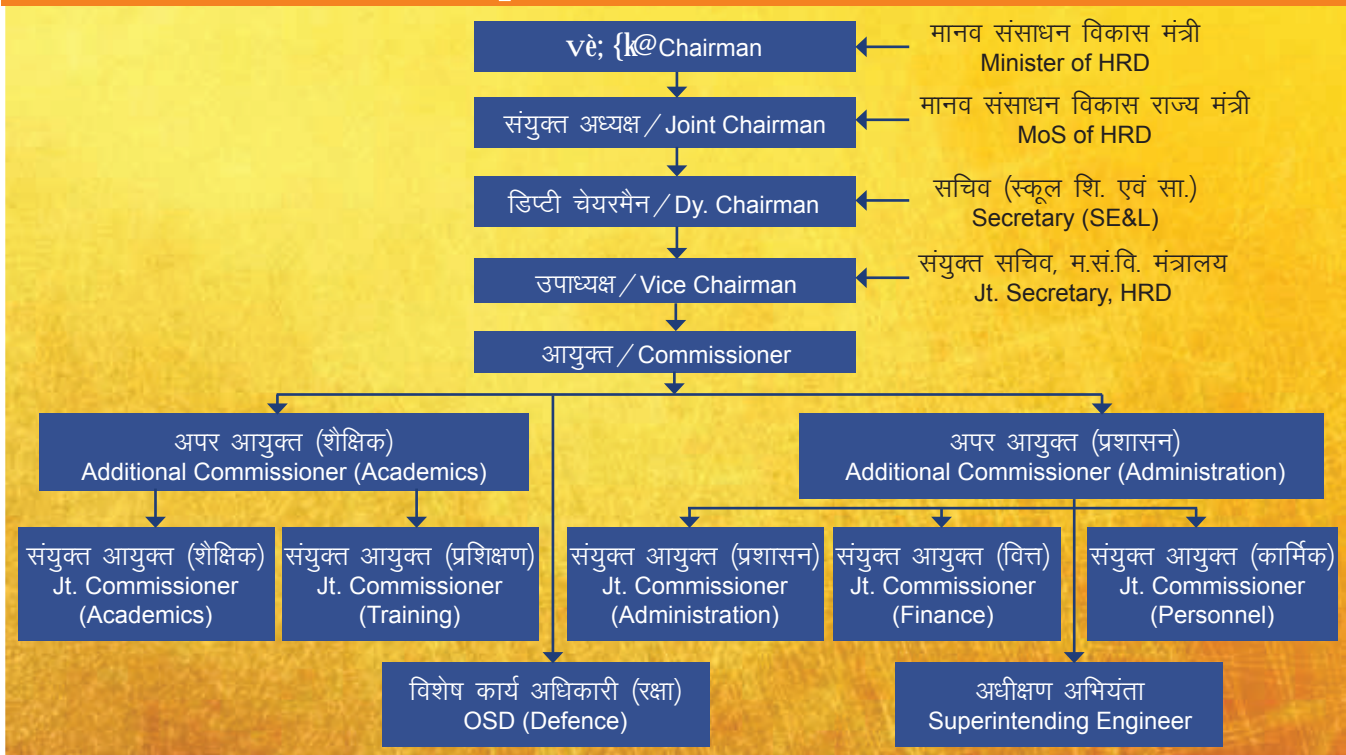 vè;{k@Chairman
मानव संसाधन विकास मंत्री
Minister of HRD
संयुक्त अध्यक्ष / Joint Chairman
मानव संसाधन विकास राज्य मंत्री
MoS of HRD
डिप्टी चेयरमैन / Dy. Chairman
सचिव (स्कूल शि. एवं सा.)
Secretary (SE&L)
उपाध्यक्ष / Vice Chairman
संयुक्त सचिव, म.सं.वि. मंत्रालय
Jt. Secretary, HRD
आयुक्त / Commissioner
अपर आयुक्त (शैक्षिक)
Additional Commissioner (Academics)
अपर आयुक्त (प्रशासन)
Additional Commissioner (Administration)
संयुक्त आयुक्त (शैक्षिक)
Jt. Commissioner
(Academics)
संयुक्त आयुक्त (प्रशिक्षण)
Jt. Commissioner
(Training)
संयुक्त आयुक्त (प्रशासन)
Jt. Commissioner
(Administration)
संयुक्त आयुक्त (वित्त)
Jt. Commissioner
(Finance)
संयुक्त आयुक्त (कार्मिक)
Jt. Commissioner
(Personnel)
विशेष कार्य अधिकारी (रक्षा)
OSD (Defence)
अधीक्षण अभियंता
Superintending Engineer